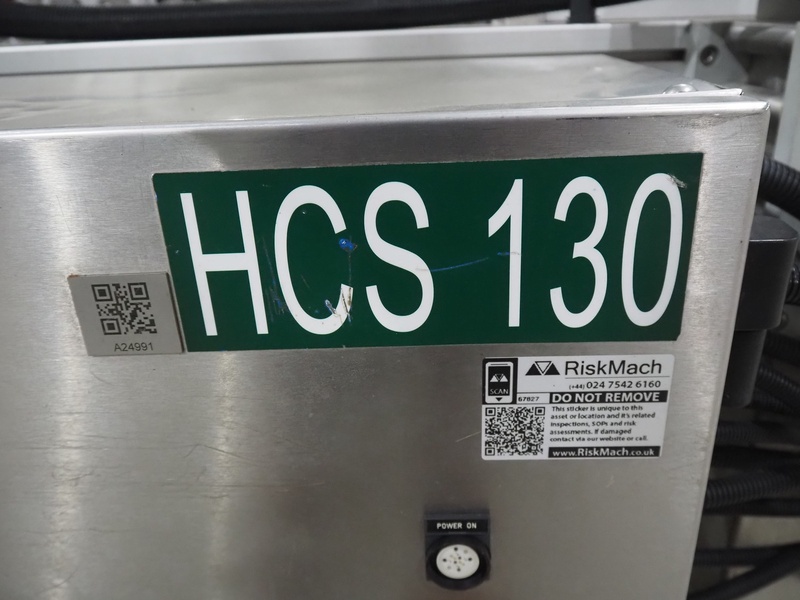 HCS 130
A24991
RiskMach
(+44) 024 7542 6160
SCAN
67827
DO NOT REMOVE
This sticker is unique to this
asset or location and it's related
inspections, SOPs and risk
assessments. If damaged
contact via our website or call.
www.RiskMach.co.uk
POWER ON